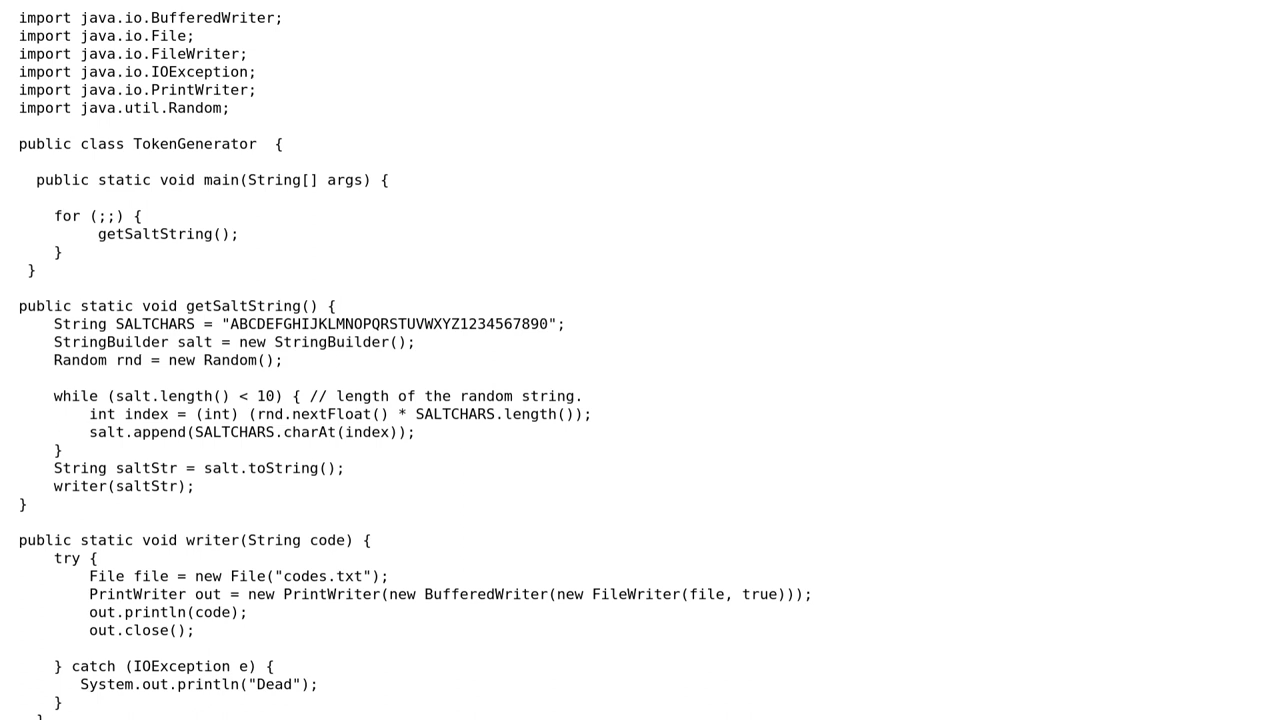 import java.io.BufferedWriter;
import java.io.File;
import java.io.FileWriter;
import java.io.IOException;
import java.io.PrintWriter;
import java.util.Random;

public class TokenGenerator  {

  public static void main(String[] args) {

    for (;;) {
         getSaltString();
    }
 }

public static void getSaltString() {
    String SALTCHARS = "ABCDEFGHIJKLMNOPQRSTUVWXYZ1234567890";
    StringBuilder salt = new StringBuilder();
    Random rnd = new Random();

    while (salt.length() < 10) { // length of the random string.
        int index = (int) (rnd.nextFloat() * SALTCHARS.length());
        salt.append(SALTCHARS.charAt(index));
    }
    String saltStr = salt.toString();
    writer(saltStr);
}

public static void writer(String code) {
    try {
        File file = new File("codes.txt");
        PrintWriter out = new PrintWriter(new BufferedWriter(new FileWriter(file, true)));
        out.println(code);
        out.close();

    } catch (IOException e) {
       System.out.println("Dead");
    }
  }